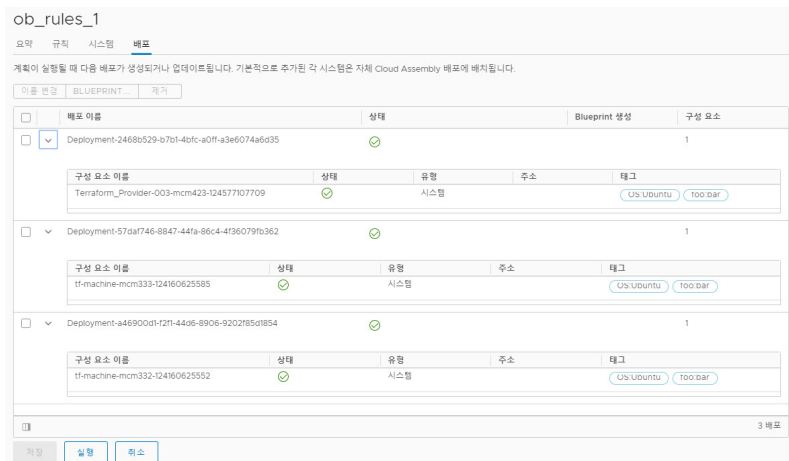 ob_rules_1
요약 규칙 시스템 배포
계획이 실행될 때 다음 배포가 생성되거나 업데이트됩니다. 기본적으로 추가된 각 시스템은 자체 Cloud Assembly 배포에 배치됩니다.
이름 변경 BLUEPRINT... 제거
배포 이름 상태 Blueprint 생성 구성 요소
Deployment-2468b529-b7b1-4bfc-a0ff-a3e6074a6d35 1
구성 요소 이름 상태 유형 주소 태그
Terraform_Provider-003-mcm423-124577107709 시스템 OS:Ubuntu foo:bar
Deployment-57daf746-8847-44fa-86c4-4f36079fb362 1
구성 요소 이름 상태 유형 주소 태그
tf-machine-mcm333-124160625585 시스템 OS:Ubuntu foo:bar
Deployment-a46900d1-f2f1-44d6-8906-9202f85d1854 1
구성 요소 이름 상태 유형 주소 태그
tf-machine-mcm332-124160625552 시스템 OS:Ubuntu foo:bar
3 배포
저장 실행 취소